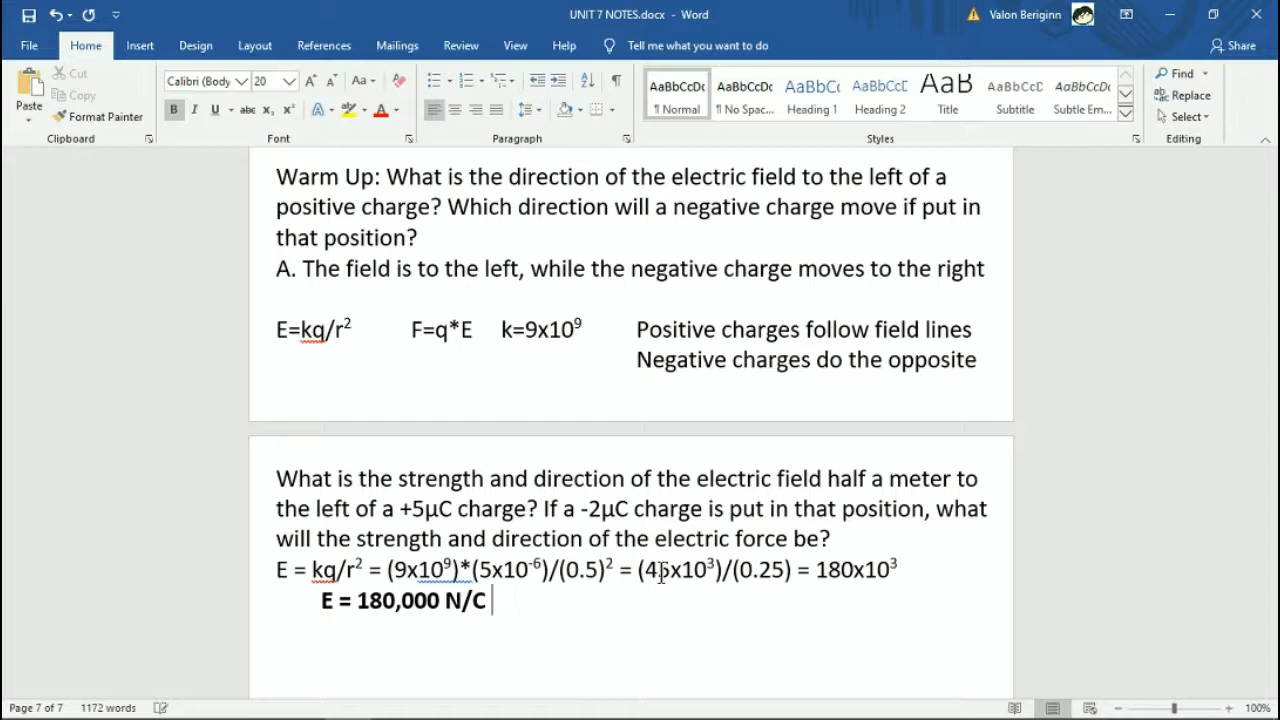 UNIT 7 NOTES.docx - Word
Valon Beriginn
File Home Insert Design Layout References Mailings Review View Help Tell me what you want to do Share
Paste
Cut
Copy
Format Painter
Clipboard
Calibri (Body 20
Font
Paragraph
AaBbCcDc AaBbCcDc AaBbCc AaBbCcD AaB AaBbCcD AaBbCcDc
¶ Normal ¶ No Spac... Heading 1 Heading 2 Title Subtitle Subtle Em...
Styles
Find
Replace
Select
Editing
Warm Up: What is the direction of the electric field to the left of a
positive charge? Which direction will a negative charge move if put in
that position?
A. The field is to the left, while the negative charge moves to the right
E=kq/r² F=q*E k=9x10⁹ Positive charges follow field lines
Negative charges do the opposite
What is the strength and direction of the electric field half a meter to
the left of a +5μC charge? If a -2μC charge is put in that position, what
will the strength and direction of the electric force be?
E = kq/r² = (9x10⁹)*(5x10⁻⁶)/(0.5)² = (45x10³)/(0.25) = 180x10³
E = 180,000 N/C
Page 7 of 7 1172 words 100%